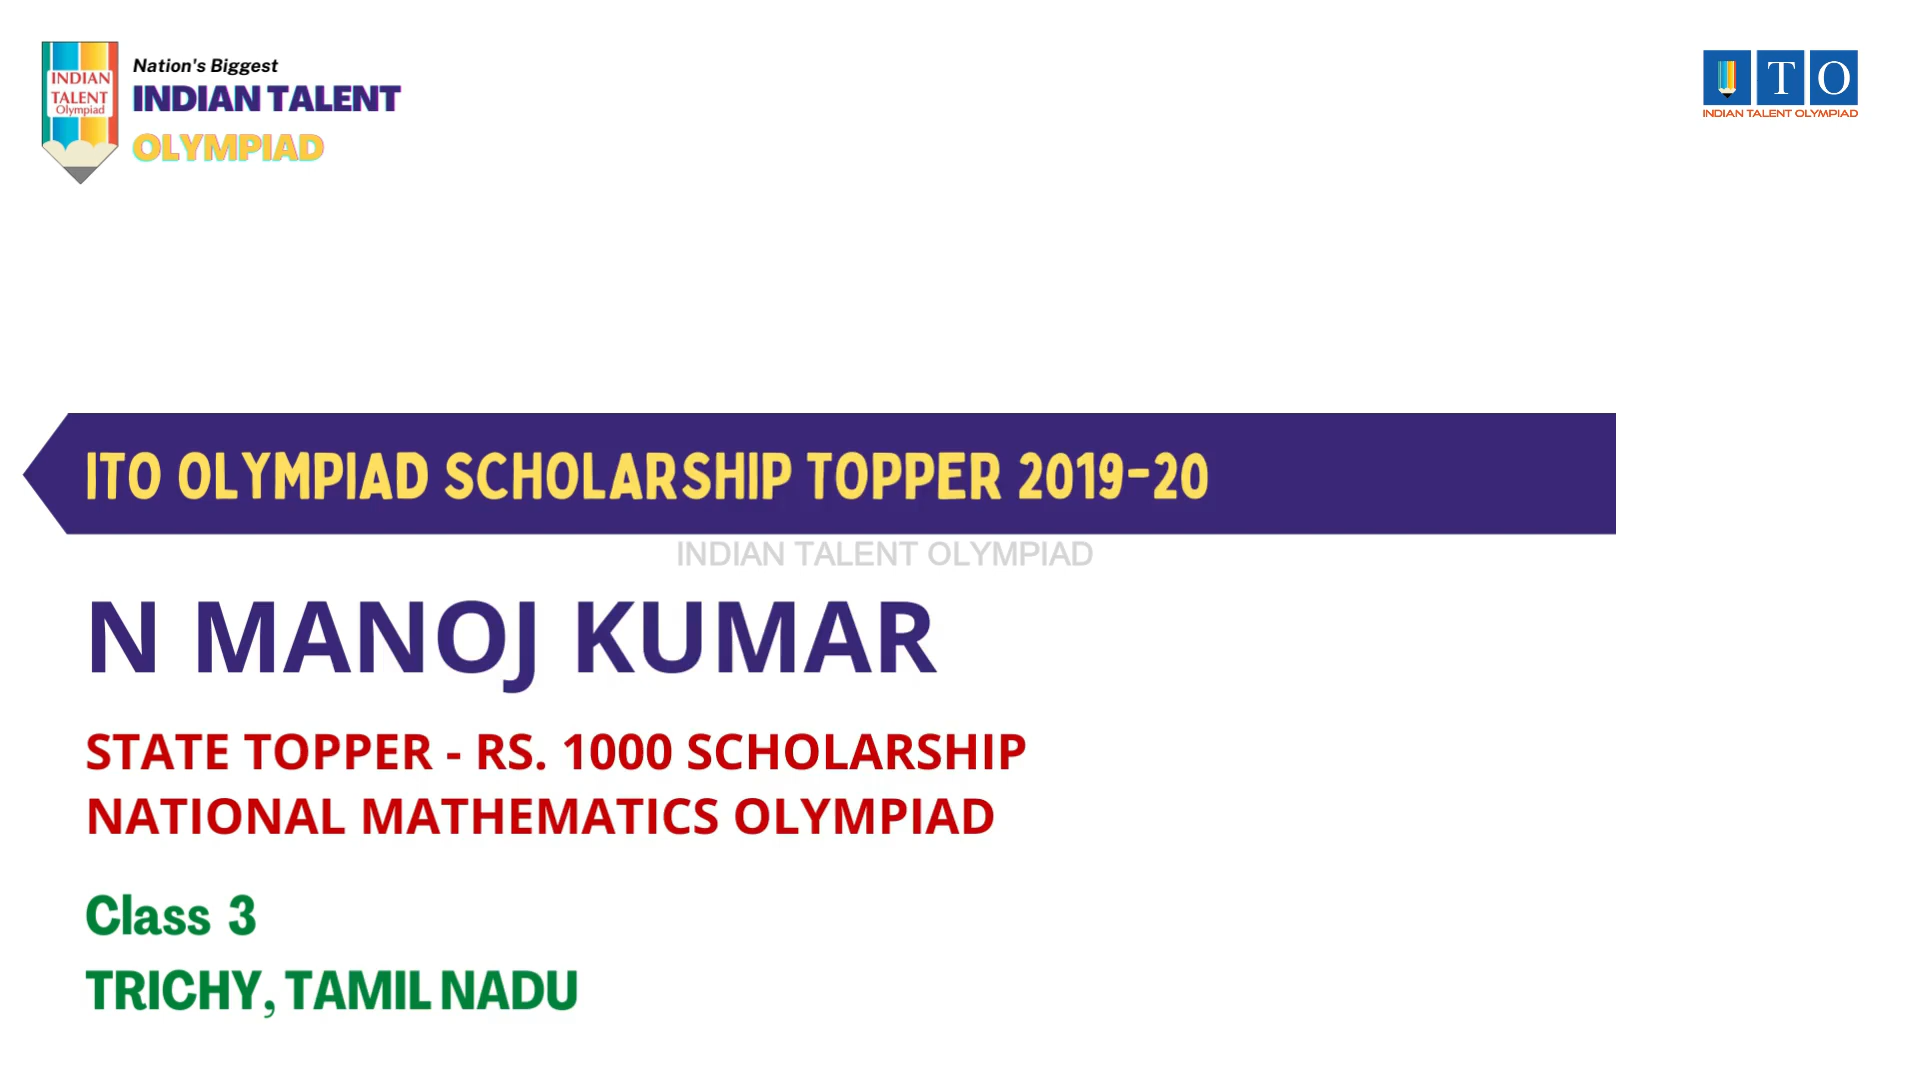 INDIAN
TALENT
Olympiad
Nation's Biggest
INDIAN TALENT
OLYMPIAD
TO
INDIAN TALENT OLYMPIAD
ITO OLYMPIAD SCHOLARSHIP TOPPER 2019-20
INDIAN TALENT OLYMPIAD
N MANOJ KUMAR
STATE TOPPER - RS. 1000 SCHOLARSHIP
NATIONAL MATHEMATICS OLYMPIAD
Class 3
TRICHY, TAMIL NADU